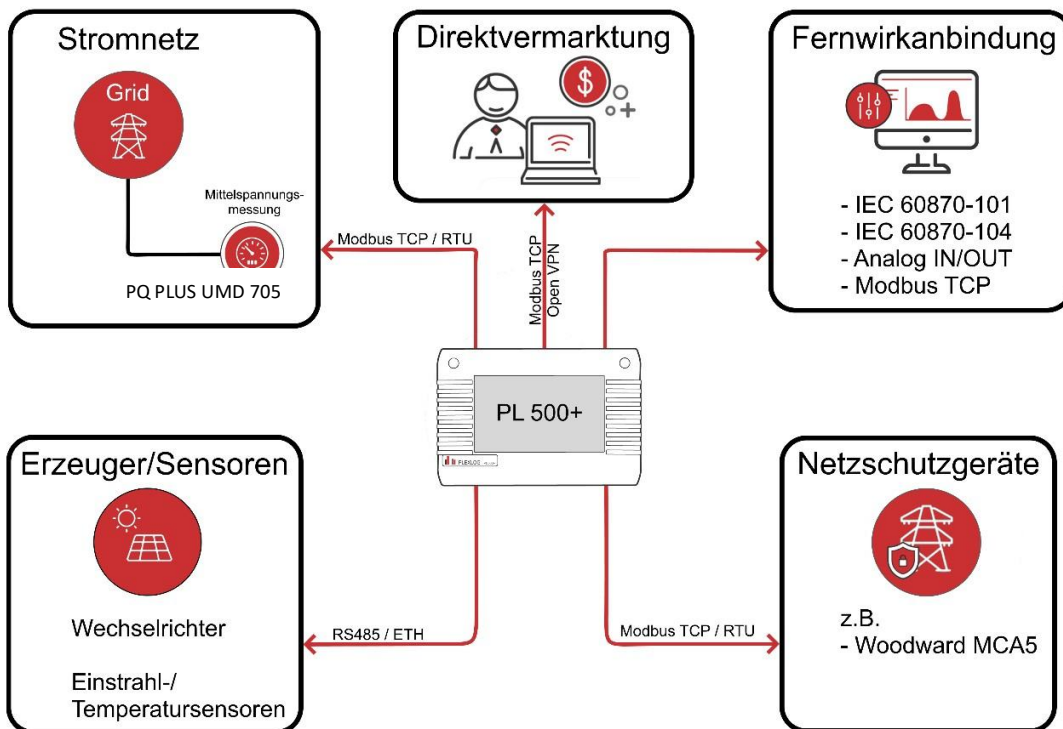 Stromnetz
Grid
Mittelspannungs-
messung
PQ PLUS UMD 705
Direktvermarktung
$
Fernwirkanbindung
- IEC 60870-101
- IEC 60870-104
- Analog IN/OUT
- Modbus TCP
Modbus TCP / RTU
Modbus TCP
Open VPN
PL 500+
Erzeuger/Sensoren
Wechselrichter
Einstrahl-/
Temperatursensoren
RS485 / ETH
Modbus TCP / RTU
Netzschutzgeräte
z.B.
- Woodward MCA5